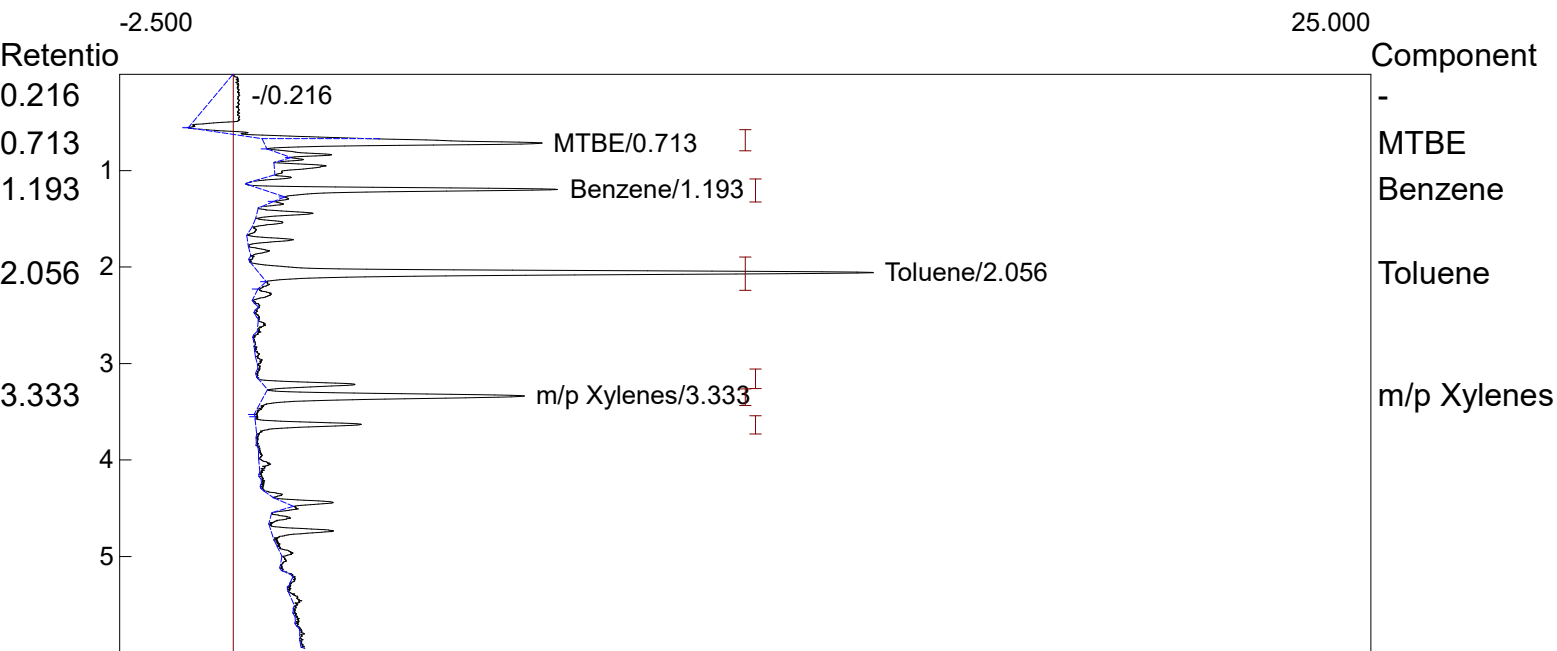 -2.500 25.000
Retentio Component
0.216 -/0.216 -
0.713 MTBE/0.713 MTBE
1
1.193 Benzene/1.193 Benzene
2.056 2 Toluene/2.056 Toluene
3
3.333 m/p Xylenes/3.333 m/p Xylenes
4
5